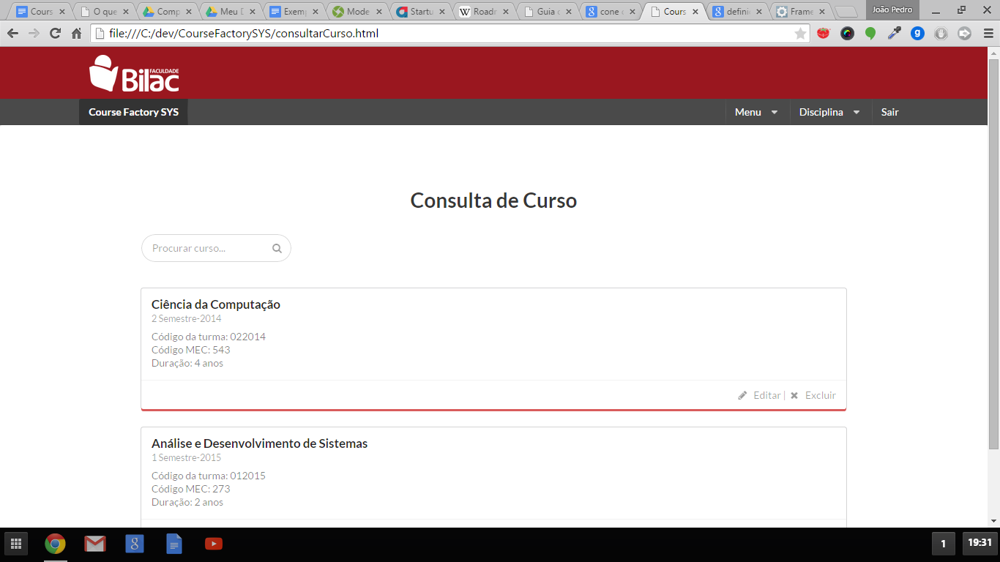 Cours
O que
Comp
Meu D
Exemp
Mode
Startu
W Roadr
Guia d
g cone
Cours
g defini
Frame
João Pedro
file:///C:/dev/CourseFactorySYS/consultarCurso.html
g
FACULDADE
Bilac
Course Factory SYS
Menu
Disciplina
Sair
Consulta de Curso
Procurar curso...
Ciência da Computação
2 Semestre-2014
Código da turma: 022014
Código MEC: 543
Duração: 4 anos
Editar | Excluir
Análise e Desenvolvimento de Sistemas
1 Semestre-2015
Código da turma: 012015
Código MEC: 273
Duração: 2 anos
g
1
19:31